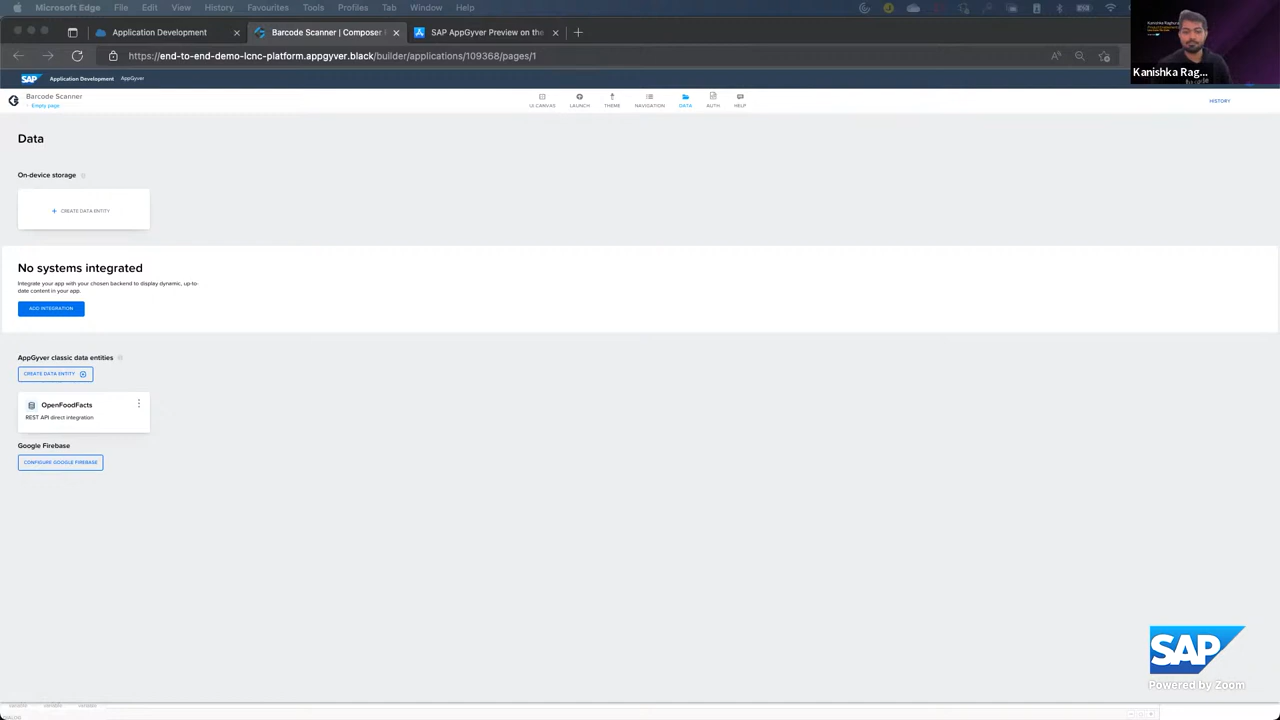 Microsoft Edge File Edit View History Favourites Tools Profiles Tab Window Help
Application Development
Barcode Scanner | Composer
SAP AppGyver Preview on the
https://end-to-end-demo-lcnc-platform.appgyver.black/builder/applications/109368/pages/1
Kanishka Rag...
SAP Application Development AppGyver
Barcode Scanner
Empty page
UI CANVAS LAUNCH THEME NAVIGATION DATA AUTH HELP
HISTORY
Data
On-device storage
+ CREATE DATA ENTITY
No systems integrated
Integrate your app with your chosen backend to display dynamic, up-to-
date content in your app.
ADD INTEGRATION
AppGyver classic data entities
CREATE DATA ENTITY
OpenFoodFacts
REST API direct integration
Google Firebase
CONFIGURE GOOGLE FIREBASE
SAP
Powered by Zoom
DIALOG